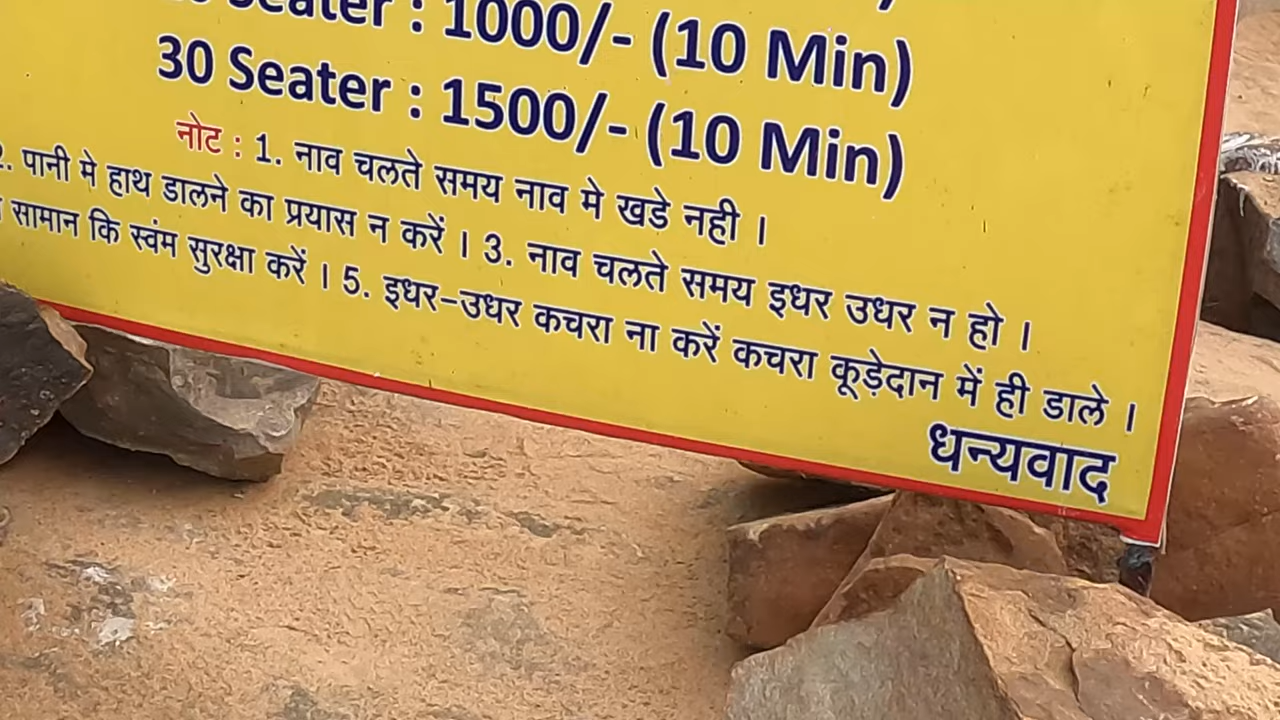 Seater : 1000/- (10 Min)
30 Seater : 1500/- (10 Min)
नोट : 1. नाव चलते समय नाव मे खडे नही ।
2. पानी मे हाथ डालने का प्रयास न करें । 3. नाव चलते समय इधर उधर न हो ।
सामान कि स्वंम सुरक्षा करें । 5. इधर-उधर कचरा ना करें कचरा कूड़ेदान में ही डाले ।
धन्यवाद